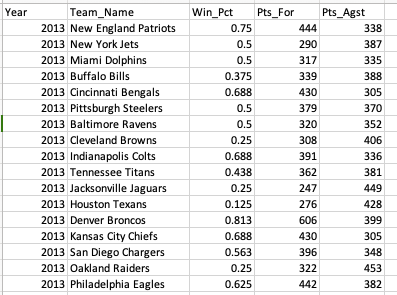 Year Team_Name Win_Pct Pts_For Pts_Agst
2013 New England Patriots 0.75 444 338
2013 New York Jets 0.5 290 387
2013 Miami Dolphins 0.5 317 335
2013 Buffalo Bills 0.375 339 388
2013 Cincinnati Bengals 0.688 430 305
2013 Pittsburgh Steelers 0.5 379 370
2013 Baltimore Ravens 0.5 320 352
2013 Cleveland Browns 0.25 308 406
2013 Indianapolis Colts 0.688 391 336
2013 Tennessee Titans 0.438 362 381
2013 Jacksonville Jaguars 0.25 247 449
2013 Houston Texans 0.125 276 428
2013 Denver Broncos 0.813 606 399
2013 Kansas City Chiefs 0.688 430 305
2013 San Diego Chargers 0.563 396 348
2013 Oakland Raiders 0.25 322 453
2013 Philadelphia Eagles 0.625 442 382